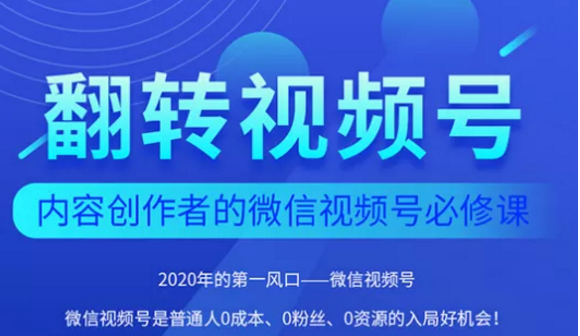 翻转视频号
内容创作者的微信视频号必修课
2020年的第一风口——微信视频号
微信视频号是普通人0成本、0粉丝、0资源的入局好机会！